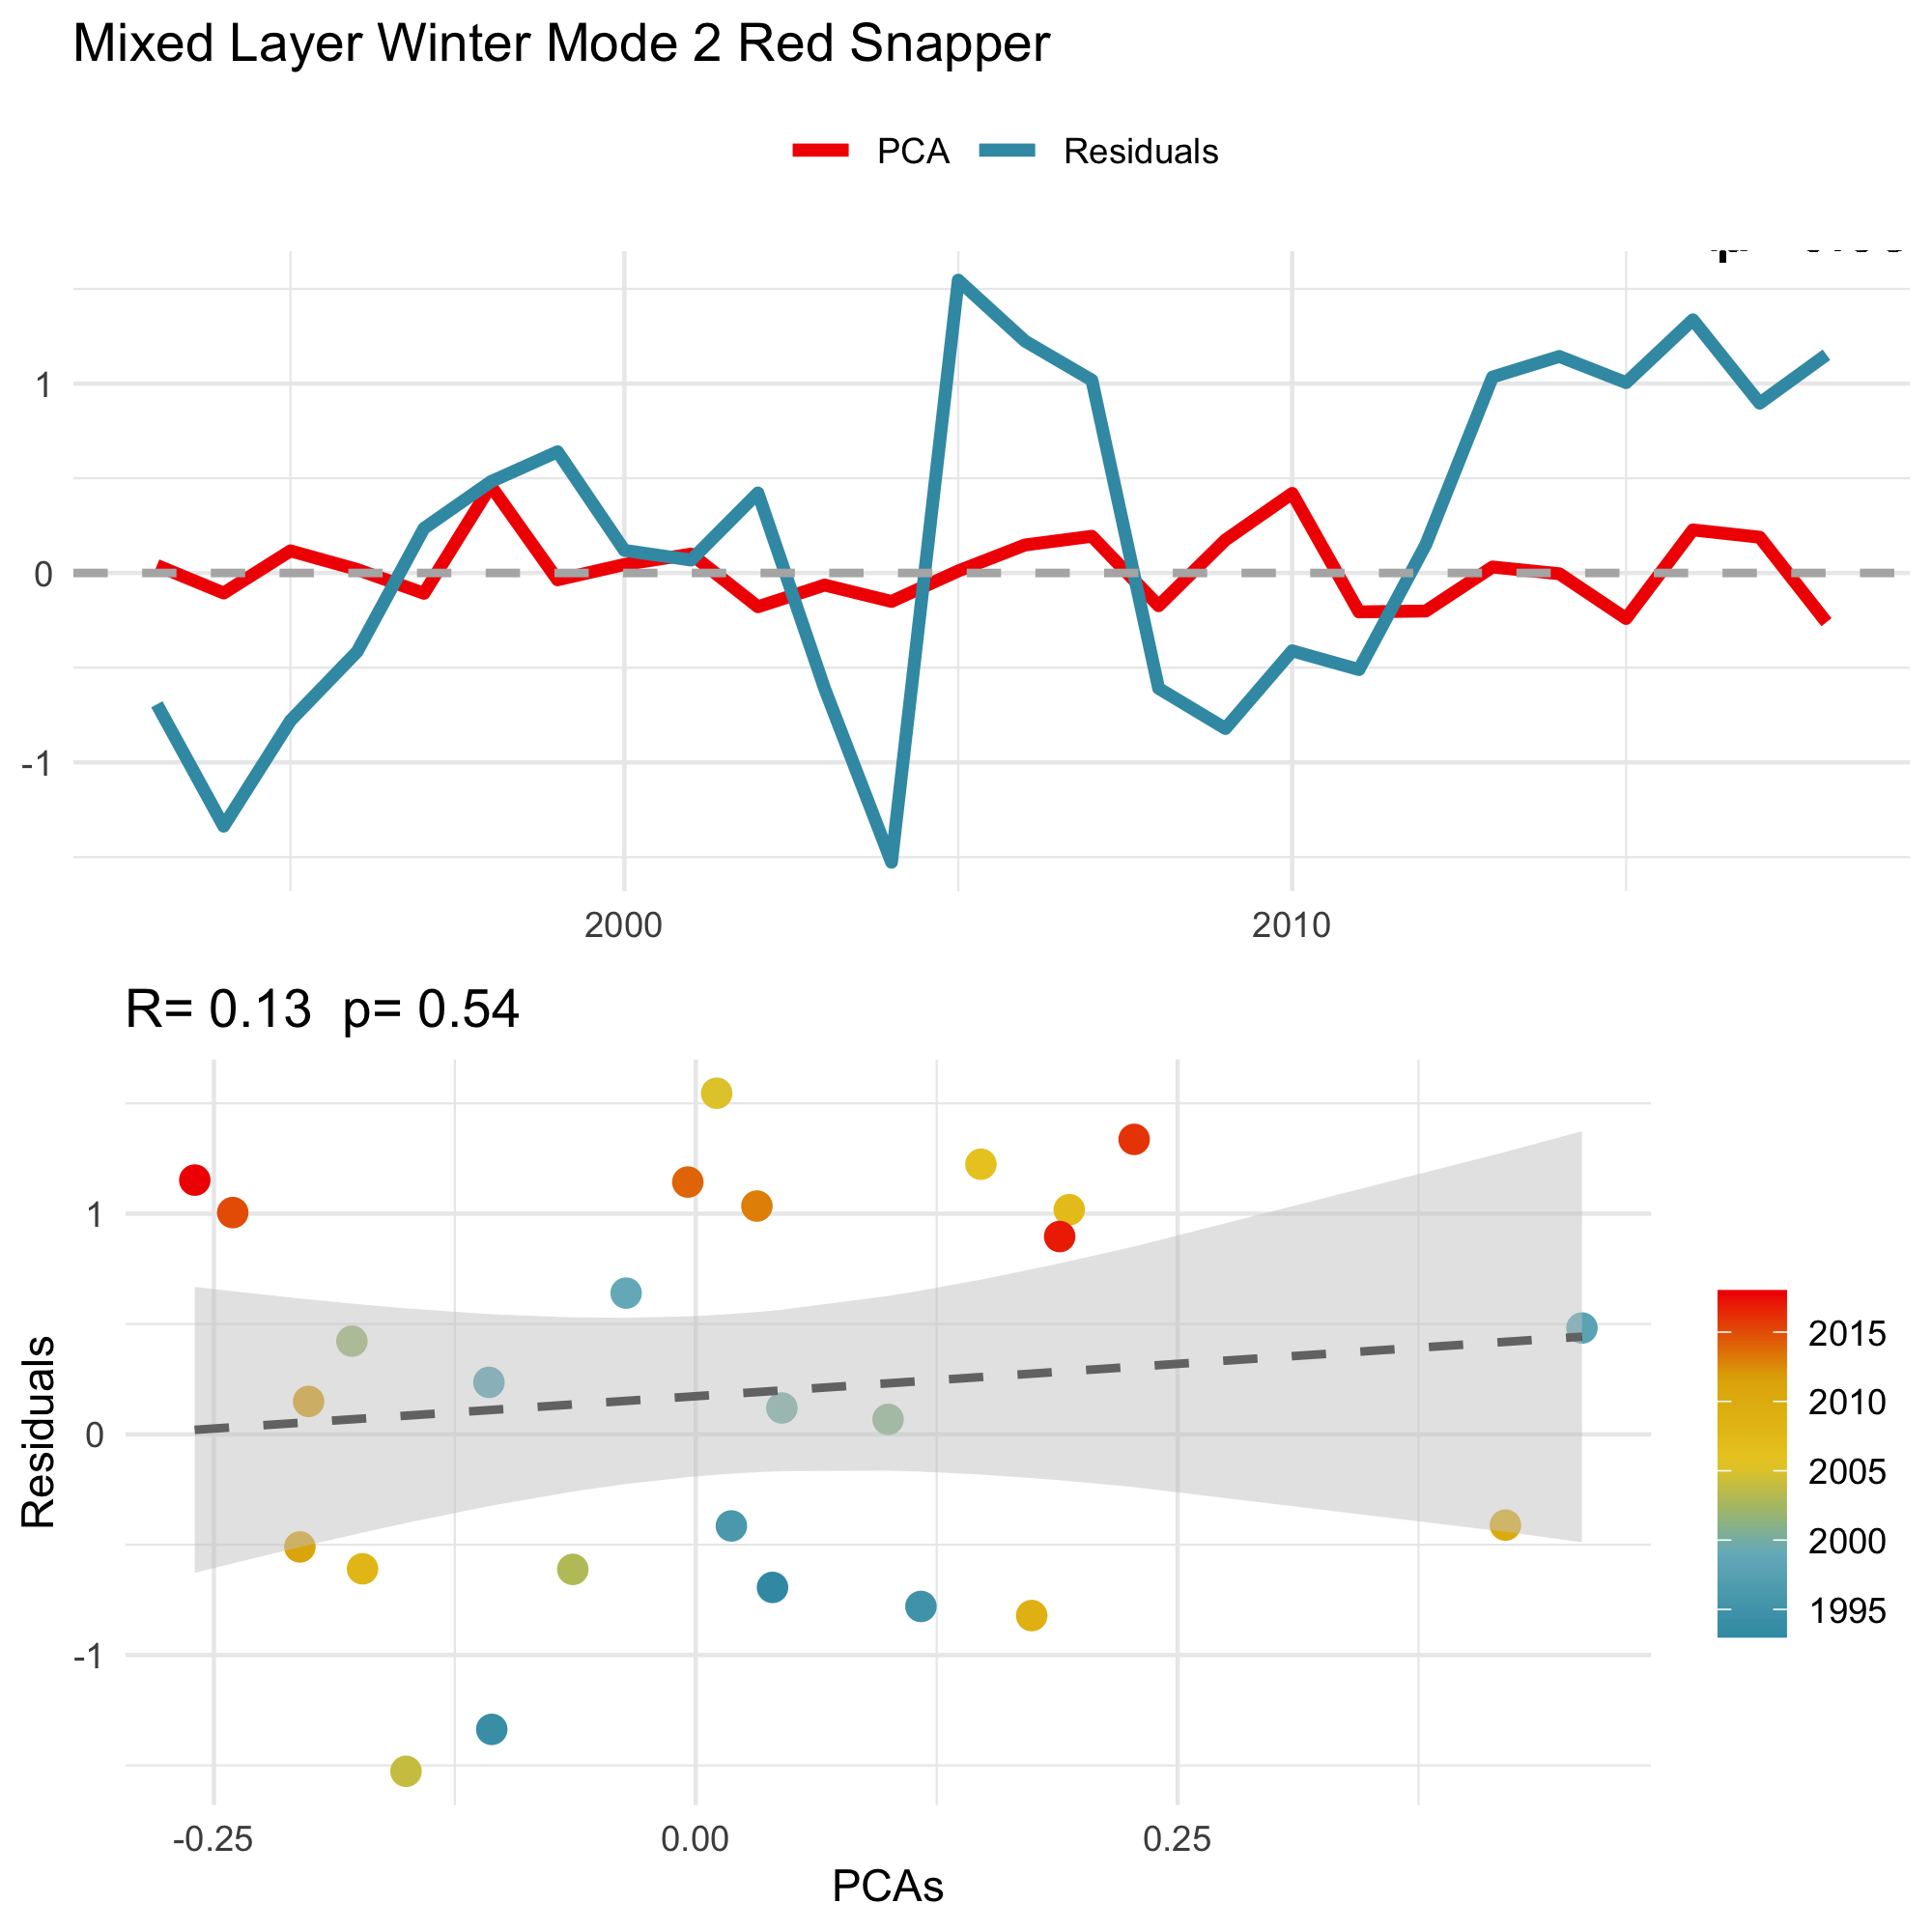 Mixed Layer Winter Mode 2 Red Snapper
PCA Residuals
1
0
-1
2000 2010
R= 0.13 p= 0.54
Residuals
1
0
-1
-0.25 0.00 0.25
PCAs
2015
2010
2005
2000
1995